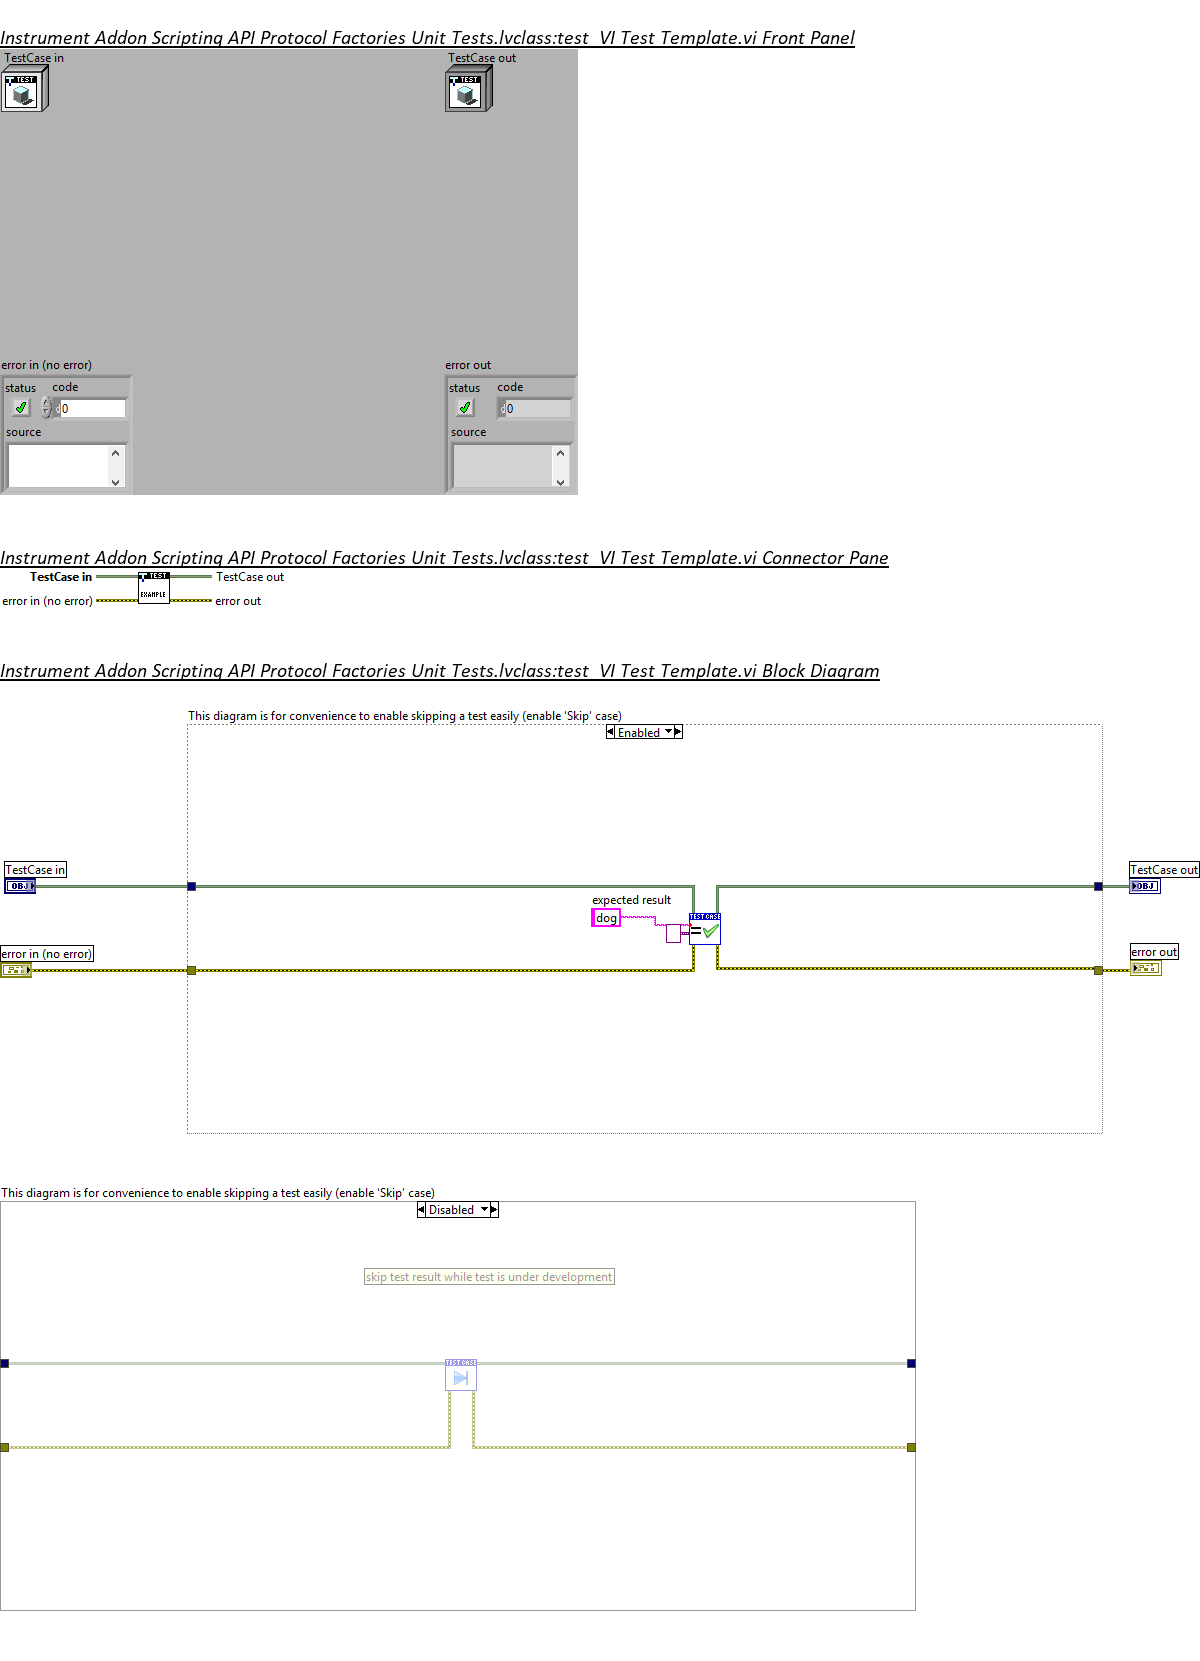 Instrument Addon Scripting API Protocol Factories Unit Tests.lvclass:test  VI Test Template.vi Front Panel
TestCase in
TestCase out
TEST
TEST
error in (no error)
error out
status
code
status
code
d
0
d
0
source
source
Instrument Addon Scripting API Protocol Factories Unit Tests.lvclass:test  VI Test Template.vi Connector Pane
TestCase in
TEST
TestCase out
error in (no error)
EXAMPLE
error out
Instrument Addon Scripting API Protocol Factories Unit Tests.lvclass:test  VI Test Template.vi Block Diagram
This diagram is for convenience to enable skipping a test easily (enable 'Skip' case)
Enabled
TestCase in
TestCase out
OBJ
OBJ
expected result
dog
TEST CASE
=
error in (no error)
error out
This diagram is for convenience to enable skipping a test easily (enable 'Skip' case)
Disabled
skip test result while test is under development
TEST CASE